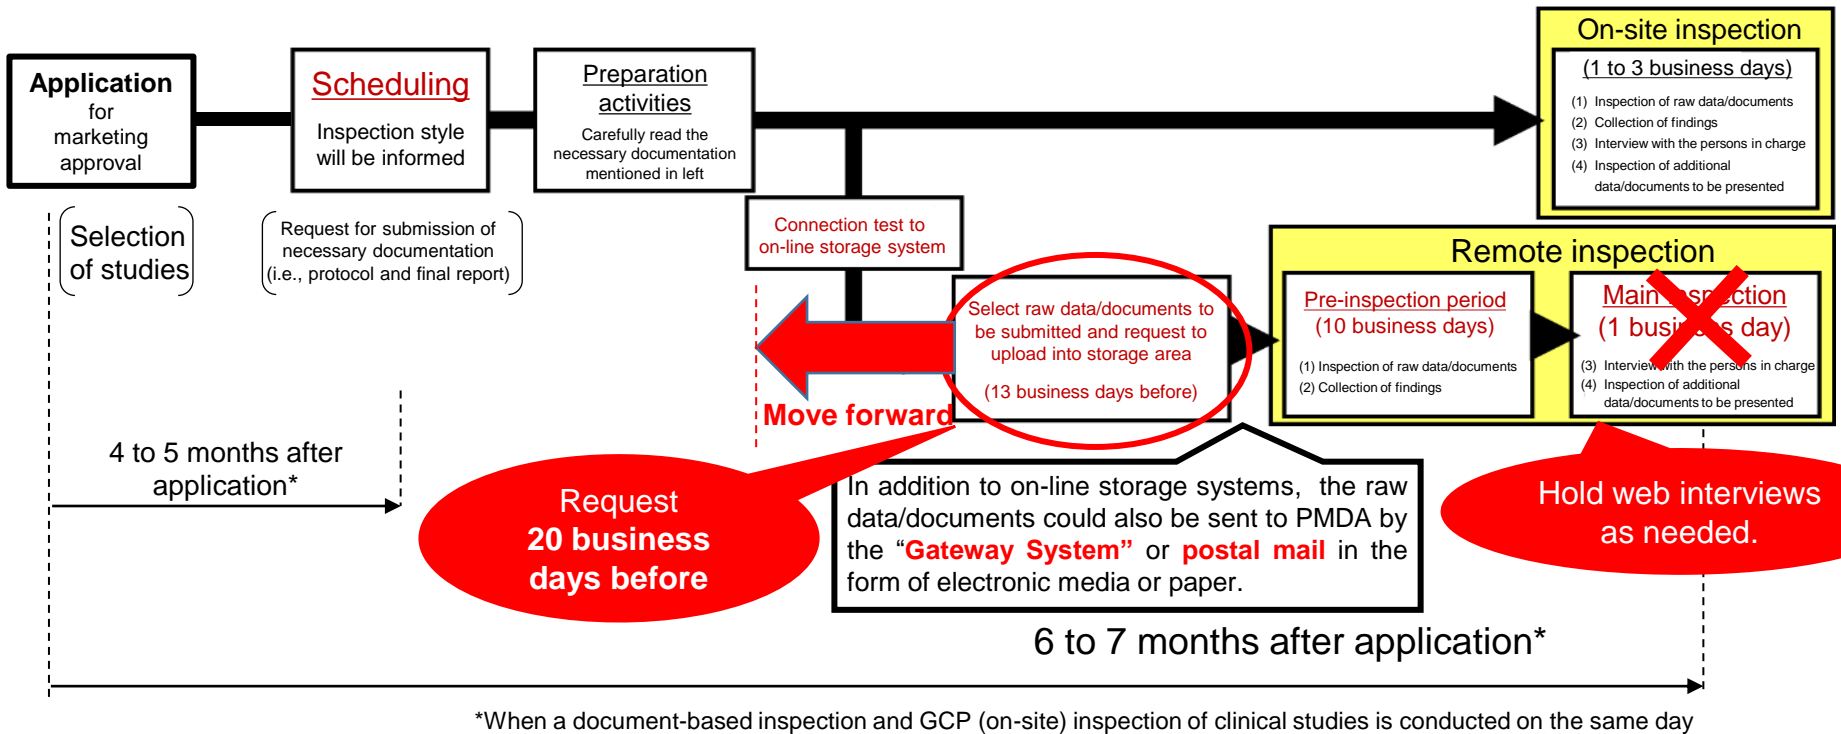 Application
for
marketing
approval
Scheduling
Inspection style
will be informed
Preparation
activities
Carefully read the
necessary documentation
mentioned in left
On-site inspection
(1 to 3 business days)
(1) Inspection of raw data/documents
(2) Collection of findings
(3) Interview with the persons in charge
(4) Inspection of additional
data/documents to be presented
Selection
of studies
Request for submission of
necessary documentation
(i.e., protocol and final report)
Connection test to
on-line storage system
Select raw data/documents to
be submitted and request to
upload into storage area
(13 business days before)
Move forward
Remote inspection
Pre-inspection period
(10 business days)
(1) Inspection of raw data/documents
(2) Collection of findings
Main inspection
(1 business day)
(3) Interview with the persons in charge
(4) Inspection of additional
data/documents to be presented
4 to 5 months after
application*
Request
20 business
days before
In addition to on-line storage systems, the raw
data/documents could also be sent to PMDA by
the “Gateway System” or postal mail in the
form of electronic media or paper.
Hold web interviews
as needed.
6 to 7 months after application*
*When a document-based inspection and GCP (on-site) inspection of clinical studies is conducted on the same day